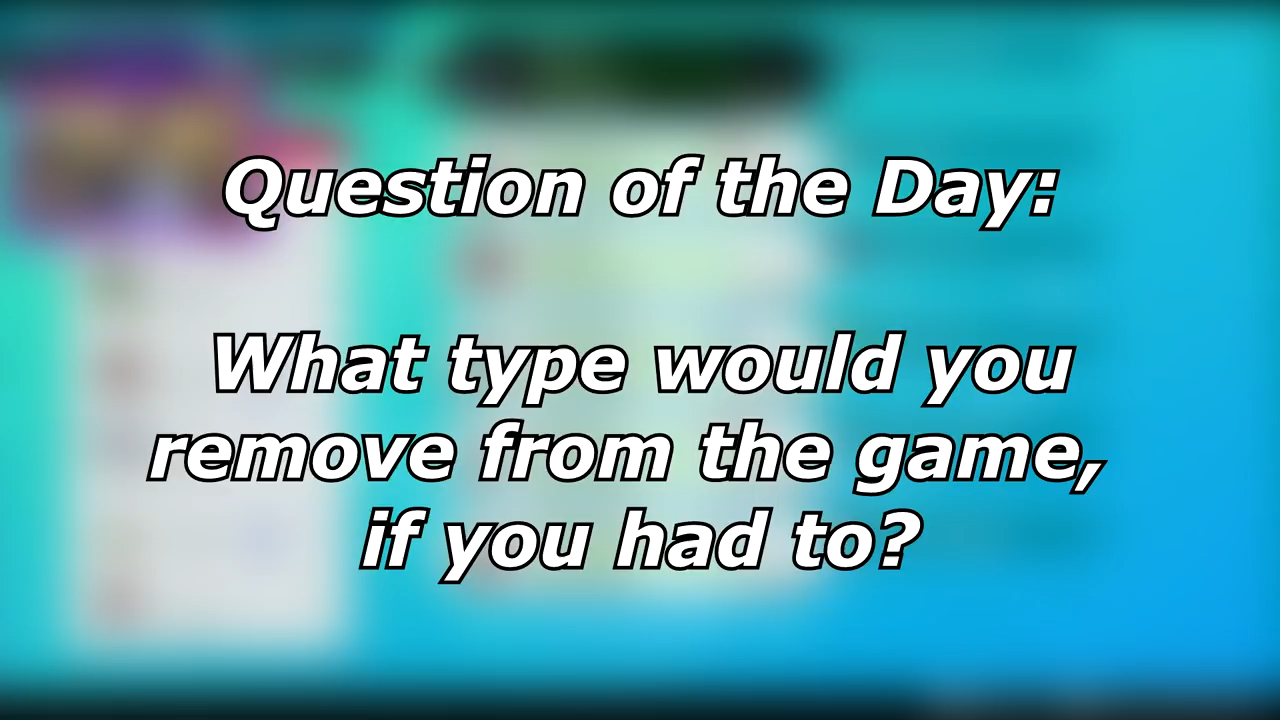 Question of the Day:
What type would you
remove from the game,
if you had to?